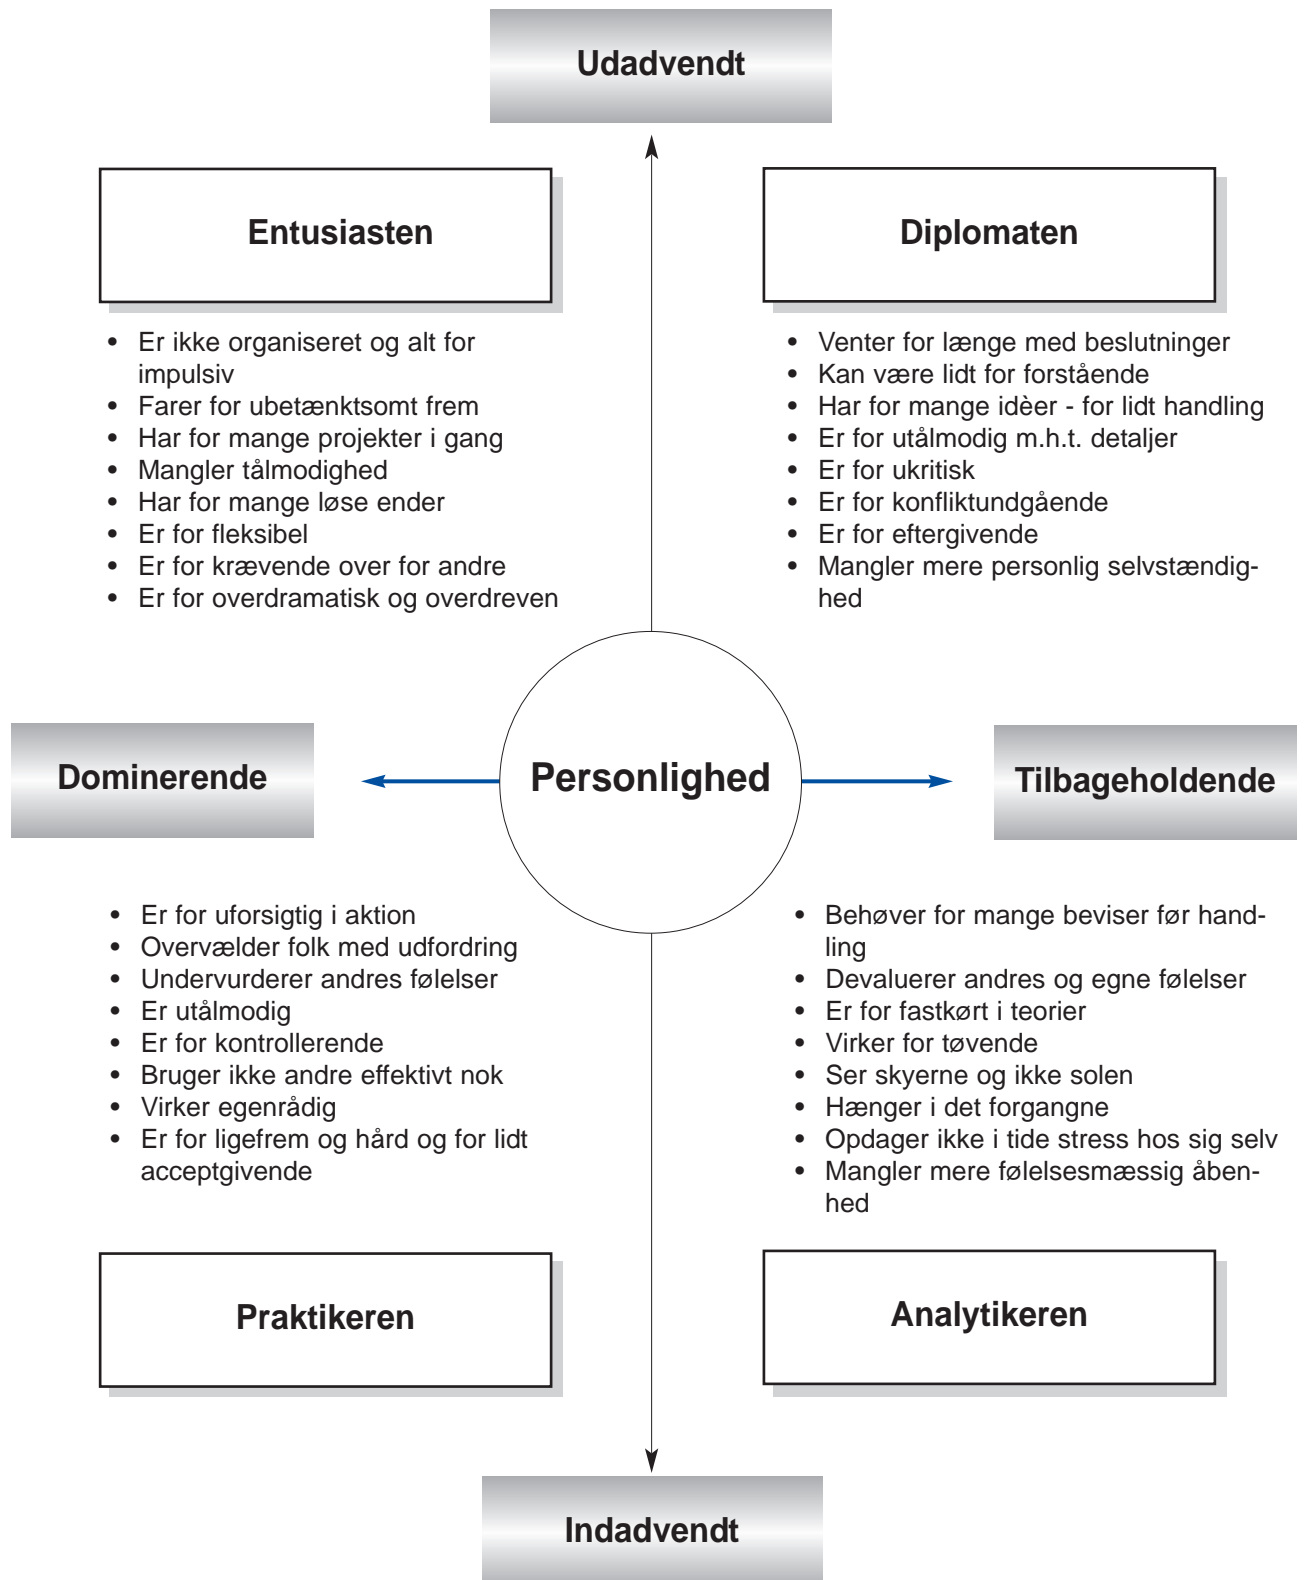 Udadvendt
Entusiasten
• Er ikke organiseret og alt for
impulsiv
• Farer for ubetænktsomt frem
• Har for mange projekter i gang
• Mangler tålmodighed
• Har for mange løse ender
• Er for fleksibel
• Er for krævende over for andre
• Er for overdramatisk og overdreven
Diplomaten
• Venter for længe med beslutninger
• Kan være lidt for forstående
• Har for mange idèer - for lidt handling
• Er for utålmodig m.h.t. detaljer
• Er for ukritisk
• Er for konfliktundgående
• Er for eftergivende
• Mangler mere personlig selvstændig-
hed
Dominerende
Personlighed
Tilbageholdende
• Er for uforsigtig i aktion
• Overvælder folk med udfordring
• Undervurderer andres følelser
• Er utålmodig
• Er for kontrollerende
• Bruger ikke andre effektivt nok
• Virker egenrådig
• Er for ligefrem og hård og for lidt
acceptgivende
Praktikeren
• Behøver for mange beviser før hand-
ling
• Devaluerer andres og egne følelser
• Er for fastkørt i teorier
• Virker for tøvende
• Ser skyerne og ikke solen
• Hænger i det forgangne
• Opdager ikke i tide stress hos sig selv
• Mangler mere følelsesmæssig åben-
hed
Analytikeren
Indadvendt